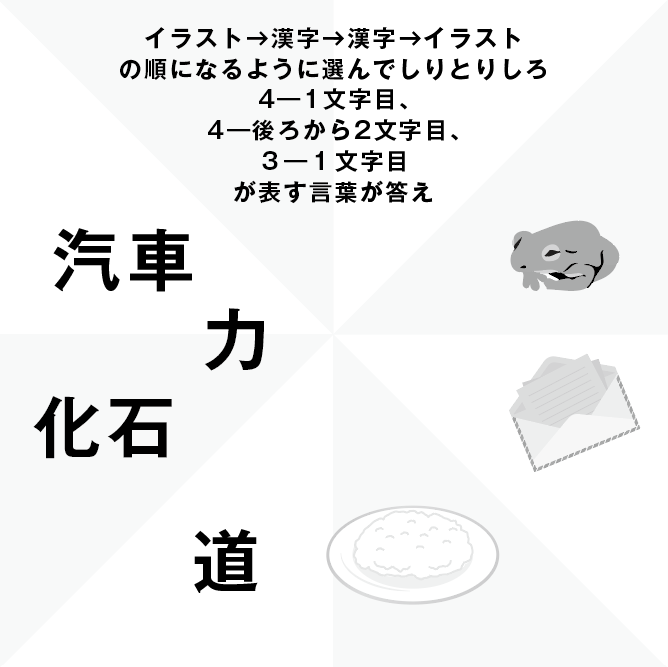 イラスト→漢字→漢字→イラスト
の順になるように選んでしりとりしろ
4―1文字目、
4―後ろから2文字目、
3―1文字目
が表す言葉が答え
汽車
力
化石
道